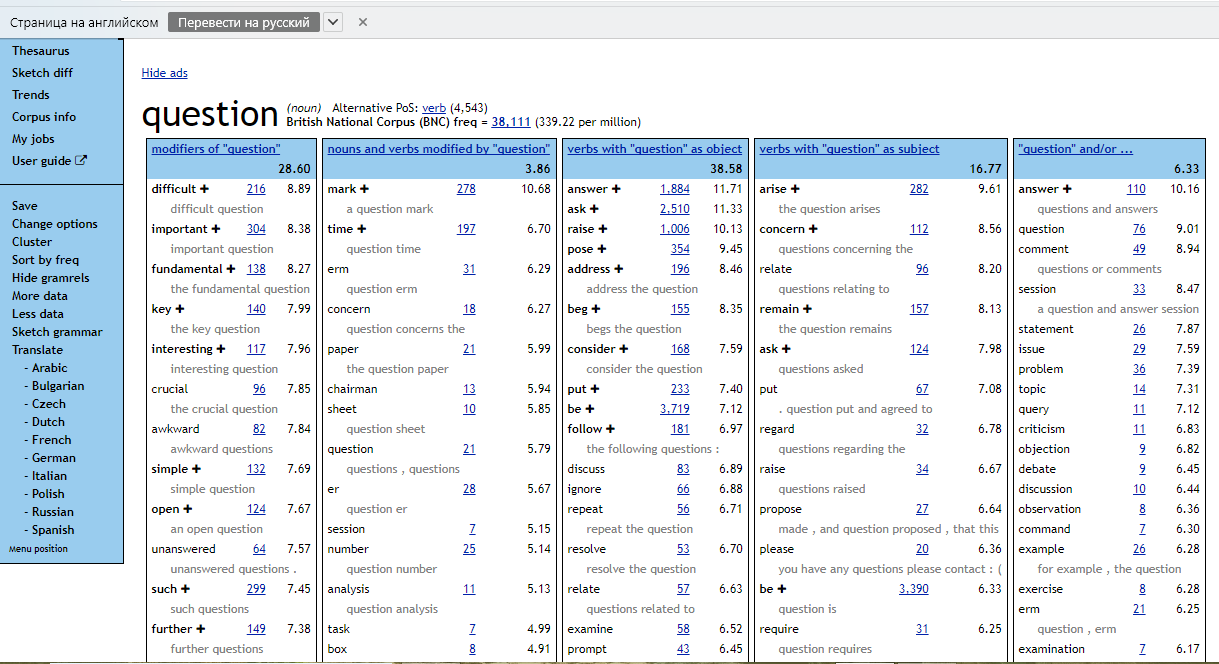 Страница на английском Перевести на русский
Thesaurus
Sketch diff
Trends
Corpus info
My jobs
User guide
Save
Change options
Cluster
Sort by freq
Hide gramrels
More data
Less data
Sketch grammar
Translate
- Arabic
- Bulgarian
- Czech
- Dutch
- French
- German
- Italian
- Polish
- Russian
- Spanish
Menu position
Hide ads
question (noun) Alternative PoS: verb (4,543)
British National Corpus (BNC) freq = 38,111 (339.22 per million)
modifiers of "question"
28.60
difficult + 216 8.89
difficult question
important + 304 8.38
important question
fundamental + 138 8.27
the fundamental question
key + 140 7.99
the key question
interesting + 117 7.96
interesting question
crucial 96 7.85
the crucial question
awkward 82 7.84
awkward questions
simple + 132 7.69
simple question
open + 124 7.67
an open question
unanswered 64 7.57
unanswered questions .
such + 299 7.45
such questions
further + 149 7.38
further questions
nouns and verbs modified by "question"
3.86
mark + 278 10.68
a question mark
time + 197 6.70
question time
erm 31 6.29
question erm
concern 18 6.27
question concerns the
paper 21 5.99
the question paper
chairman 13 5.94
sheet 10 5.85
question sheet
question 21 5.79
questions , questions
er 28 5.67
question er
session 7 5.15
number 25 5.14
question number
analysis 11 5.13
question analysis
task 7 4.99
box 8 4.91
verbs with "question" as object
38.58
answer + 1,884 11.71
ask + 2,510 11.33
raise + 1,006 10.13
pose + 354 9.45
address + 196 8.46
address the question
beg + 155 8.35
begs the question
consider + 168 7.59
consider the question
put + 233 7.40
be + 3,719 7.12
follow + 181 6.97
the following questions :
discuss 83 6.89
ignore 66 6.88
repeat 56 6.71
repeat the question
resolve 53 6.70
resolve the question
relate 57 6.63
questions related to
examine 58 6.52
prompt 43 6.45
verbs with "question" as subject
16.77
arise + 282 9.61
the question arises
concern + 112 8.56
questions concerning the
relate 96 8.20
questions relating to
remain + 157 8.13
the question remains
ask + 124 7.98
questions asked
put 67 7.08
. question put and agreed to
regard 32 6.78
questions regarding the
raise 34 6.67
questions raised
propose 27 6.64
made , and question proposed , that this
please 20 6.36
you have any questions please contact : (
be + 3,390 6.33
question is
require 31 6.25
question requires
"question" and/or ...
6.33
answer + 110 10.16
questions and answers
question 76 9.01
comment 49 8.94
questions or comments
session 33 8.47
a question and answer session
statement 26 7.87
issue 29 7.59
problem 36 7.39
topic 14 7.31
query 11 7.12
criticism 11 6.83
objection 9 6.82
debate 9 6.45
discussion 10 6.44
observation 8 6.36
command 7 6.30
example 26 6.28
for example , the question
exercise 8 6.28
erm 21 6.25
question , erm
examination 7 6.17